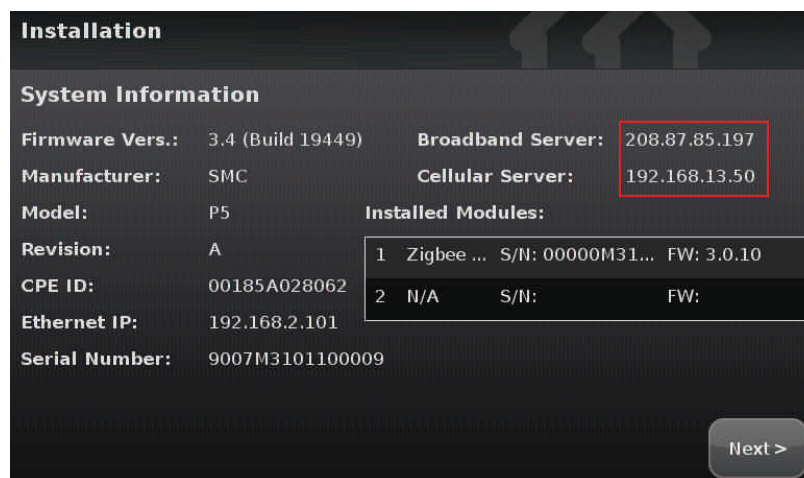 Installation
System Information
Firmware Vers.: 3.4 (Build 19449) Broadband Server: 208.87.85.197
Manufacturer: SMC Cellular Server: 192.168.13.50
Model: P5 Installed Modules:
Revision: A 1 Zigbee ... S/N: 00000M31... FW: 3.0.10
CPE ID: 00185A028062 2 N/A S/N: FW:
Ethernet IP: 192.168.2.101
Serial Number: 9007M3101100009
Next >